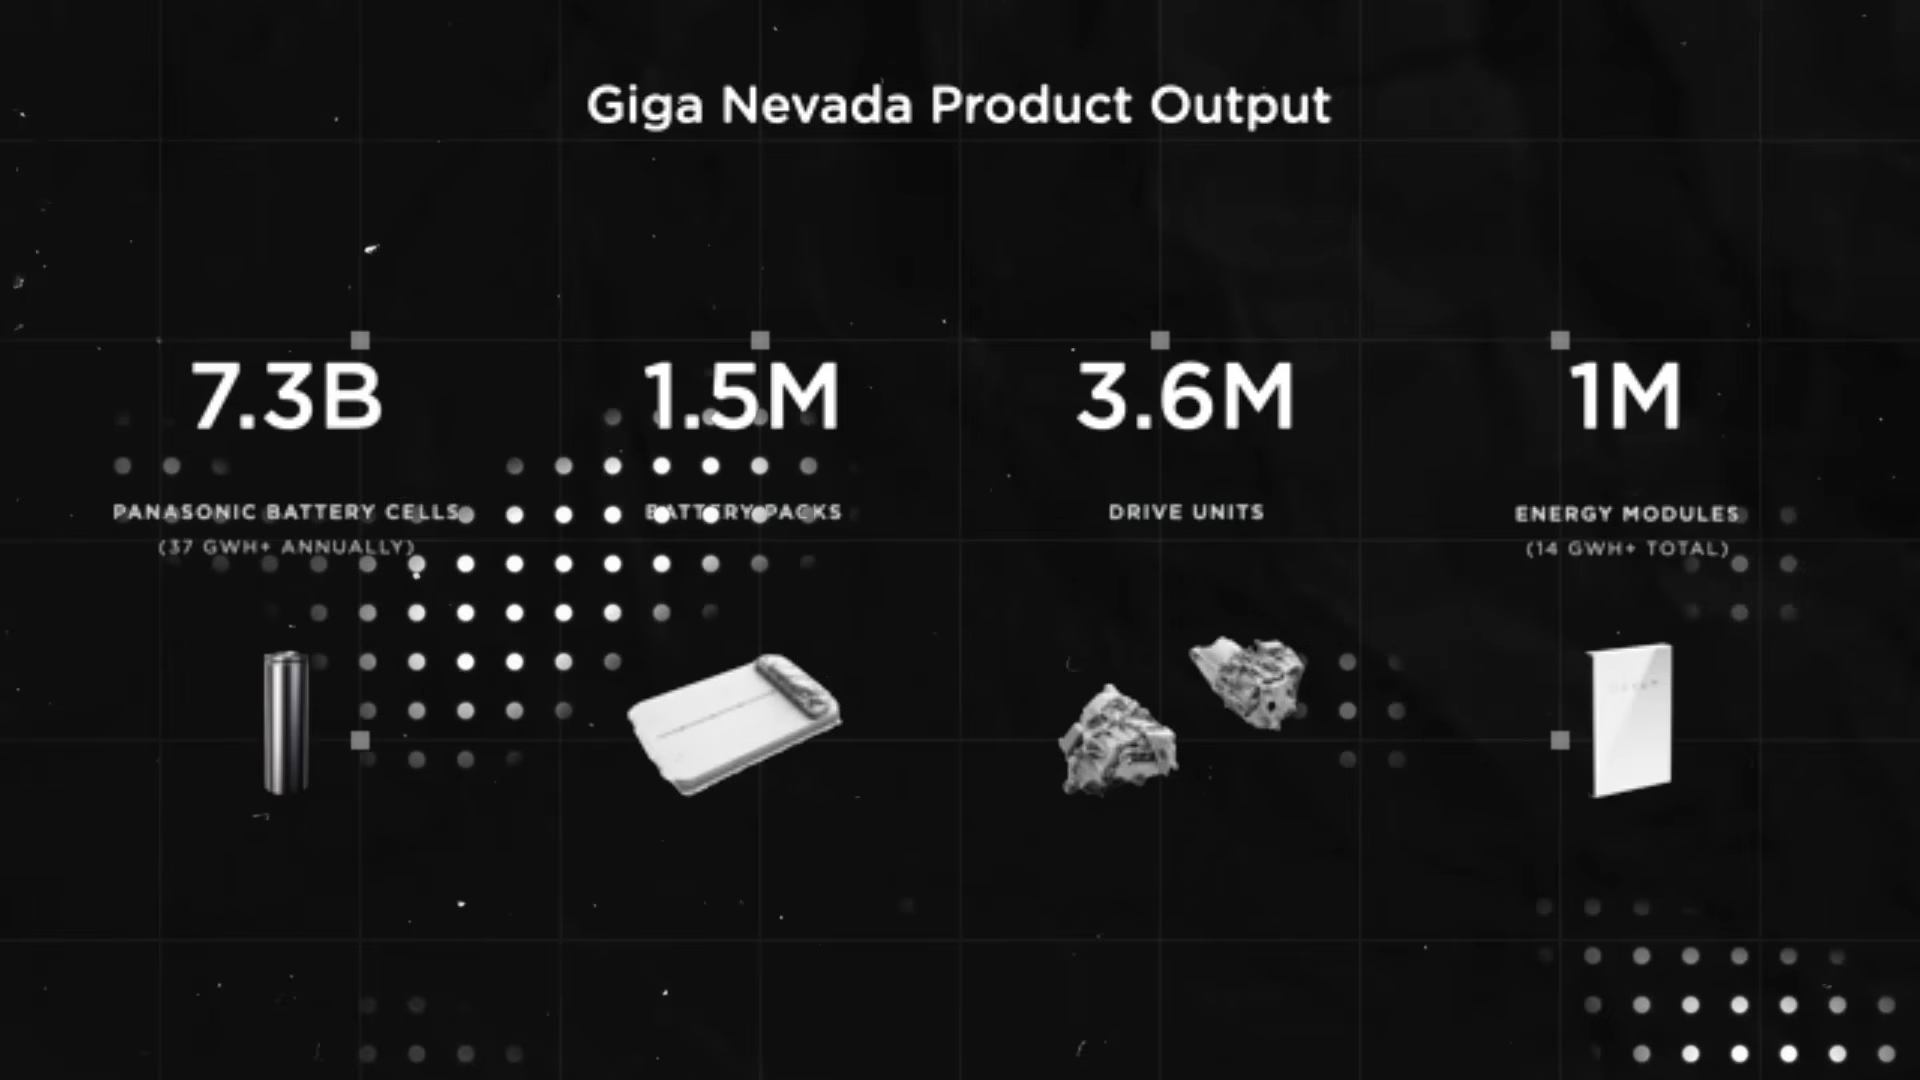 Giga Nevada Product Output
7.3B
PANASONIC BATTERY CELLS
(37 GWH+ ANNUALLY)
1.5M
BATTERY PACKS
3.6M
DRIVE UNITS
1M
ENERGY MODULES
(14 GWH+ TOTAL)